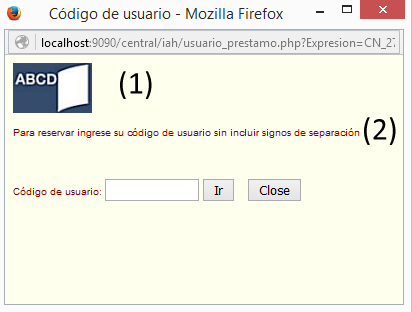 Código de usuario - Mozilla Firefox
localhost:9090/central/iah/usuario_prestamo.php?Expresion=CN_27
ABCD (1)
Para reservar ingrese su código de usuario sin incluir signos de separación (2)
Código de usuario: Ir Close